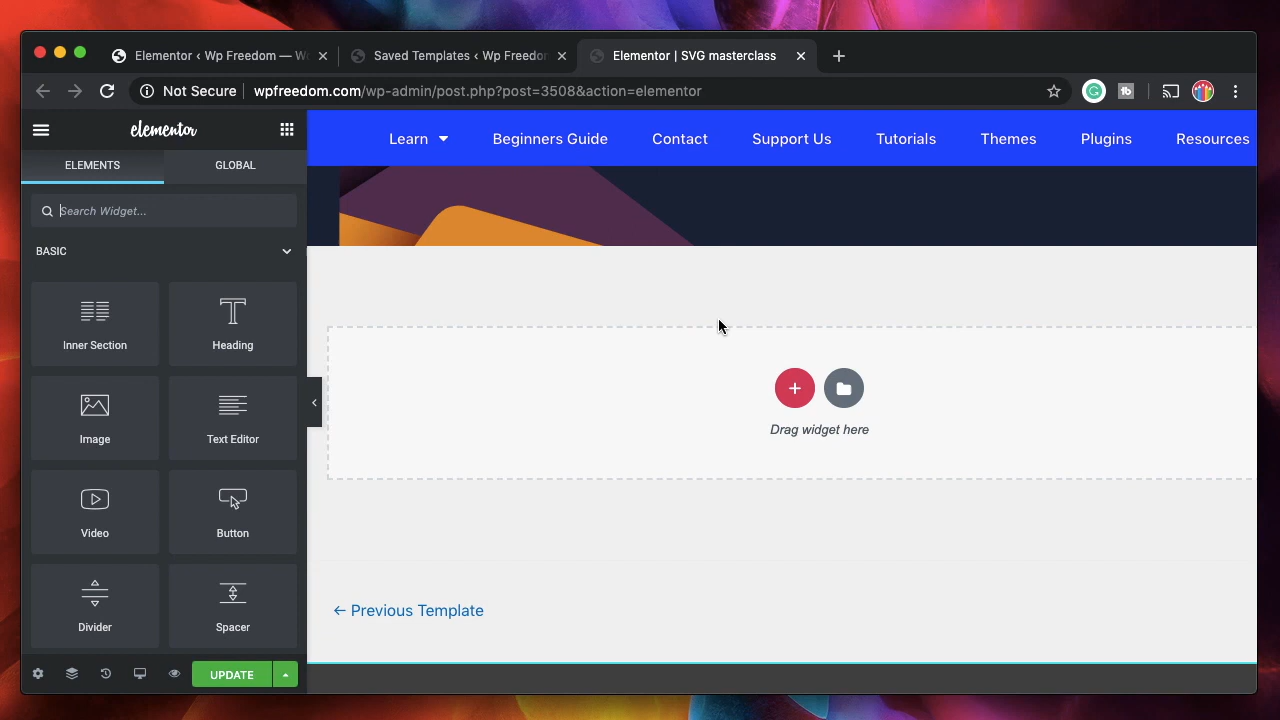 Elementor ‹ Wp Freedom — W
Saved Templates ‹ Wp Freedom
Elementor | SVG masterclass
Not Secure
wpfreedom.com/wp-admin/post.php?post=3508&action=elementor
elementor
Learn
Beginners Guide
Contact
Support Us
Tutorials
Themes
Plugins
Resources
ELEMENTS
GLOBAL
Search Widget...
BASIC
Inner Section
Heading
Image
Text Editor
Video
Button
Divider
Spacer
Drag widget here
← Previous Template
UPDATE